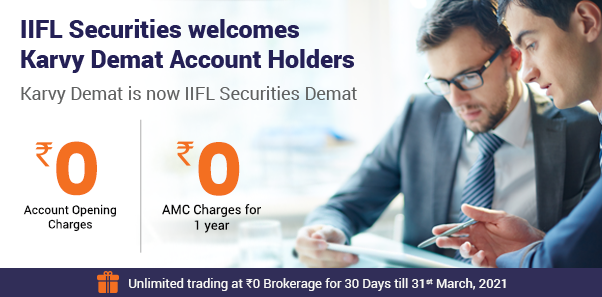 IIFL Securities welcomes
Karvy Demat Account Holders
Karvy Demat is now IIFL Securities Demat
₹0
Account Opening
Charges
₹0
AMC Charges for
1 year
Unlimited trading at ₹0 Brokerage for 30 Days till 31st March, 2021